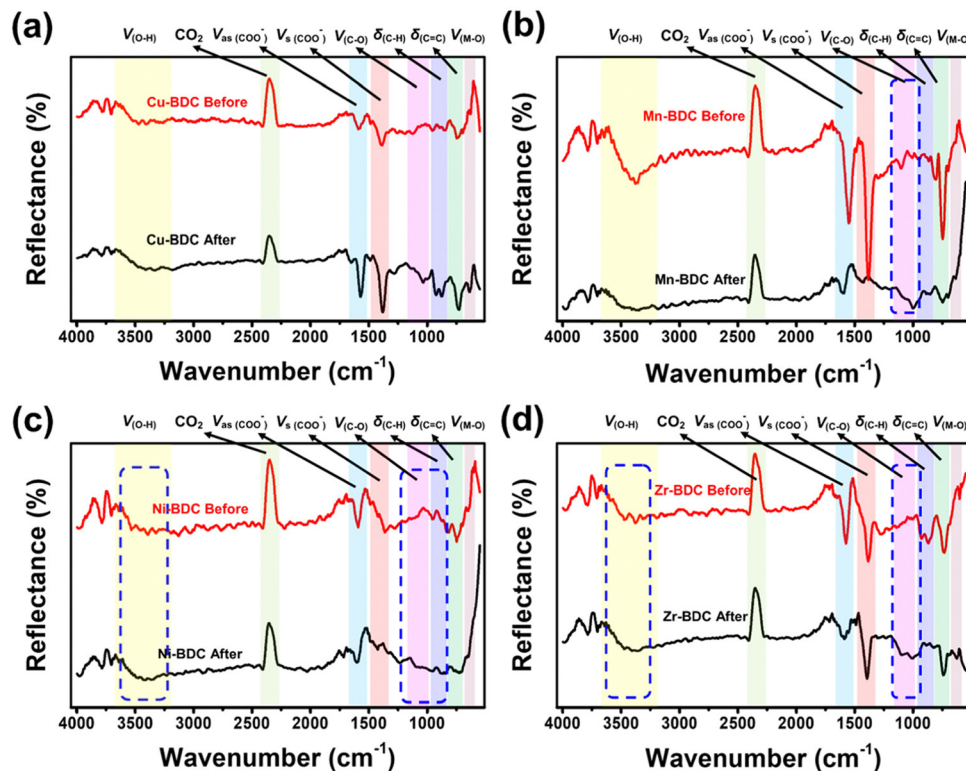 (a)
V(O-H) CO2 Vas (COO-) Vs (COO-) V(C-O) δ(C-H) δ(C=C) V(M-O)
Reflectance (%)
Cu-BDC Before
Cu-BDC After
4000 3500 3000 2500 2000 1500 1000
Wavenumber (cm-1)
(b)
V(O-H) CO2 Vas (COO-) Vs (COO-) V(C-O) δ(C-H) δ(C=C) V(M-O)
Reflectance (%)
Mn-BDC Before
Mn-BDC After
4000 3500 3000 2500 2000 1500 1000
Wavenumber (cm-1)
(c)
V(O-H) CO2 Vas (COO-) Vs (COO-) V(C-O) δ(C-H) δ(C=C) V(M-O)
Reflectance (%)
Ni-BDC Before
Ni-BDC After
4000 3500 3000 2500 2000 1500 1000
Wavenumber (cm-1)
(d)
V(O-H) CO2 Vas (COO-) Vs (COO-) V(C-O) δ(C-H) δ(C=C) V(M-O)
Reflectance (%)
Zr-BDC Before
Zr-BDC After
4000 3500 3000 2500 2000 1500 1000
Wavenumber (cm-1)